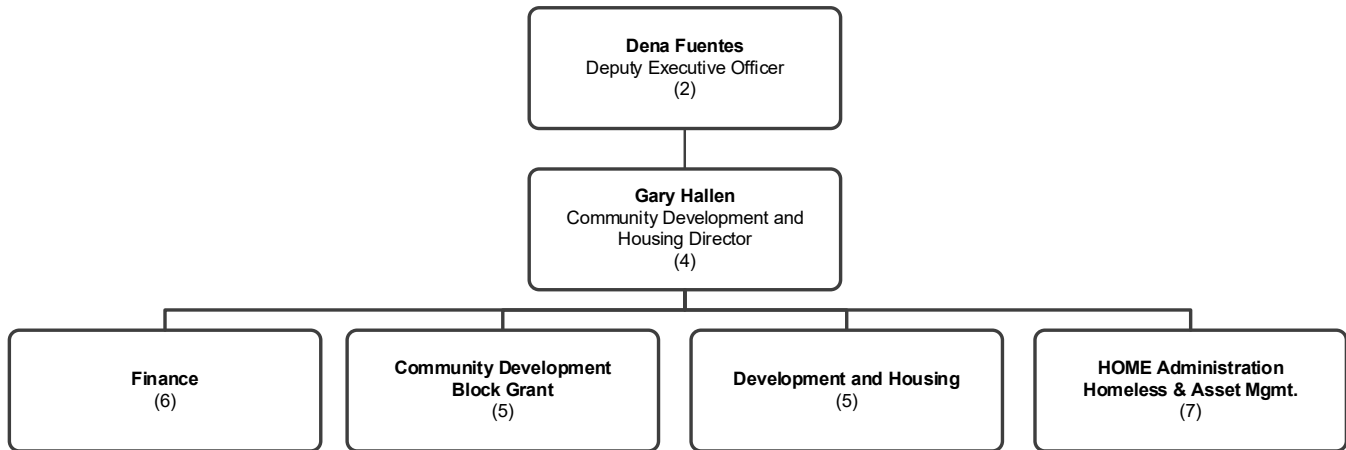 Dena Fuentes
Deputy Executive Officer
(2)
Gary Hallen
Community Development and
Housing Director
(4)
Finance
(6)
Community Development
Block Grant
(5)
Development and Housing
(5)
HOME Administration
Homeless & Asset Mgmt.
(7)